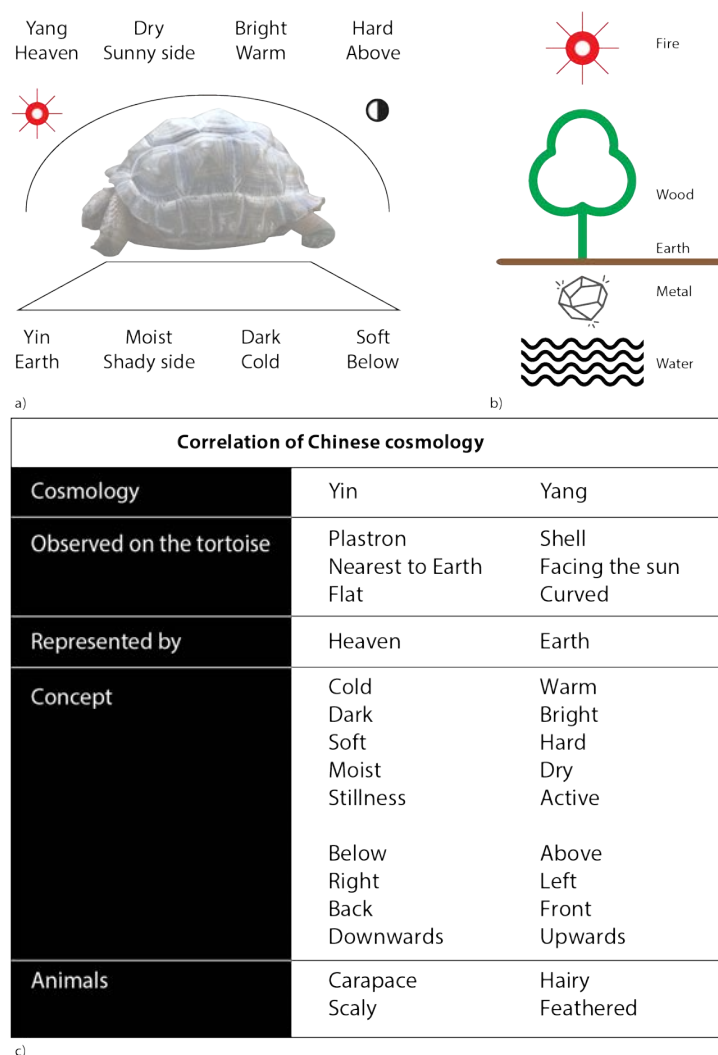 Yang Dry Bright Hard
Heaven Sunny side Warm Above
Yin Moist Dark Soft
Earth Shady side Cold Below
a)
Fire
Wood
Earth
Metal
Water
b)
Correlation of Chinese cosmology
Cosmology Yin Yang
Observed on the tortoise Plastron Shell
Nearest to Earth Facing the sun
Flat Curved
Represented by Heaven Earth
Concept Cold Warm
Dark Bright
Soft Hard
Moist Dry
Stillness Active
Below Above
Right Left
Back Front
Downwards Upwards
Animals Carapace Hairy
Scaly Feathered
c)